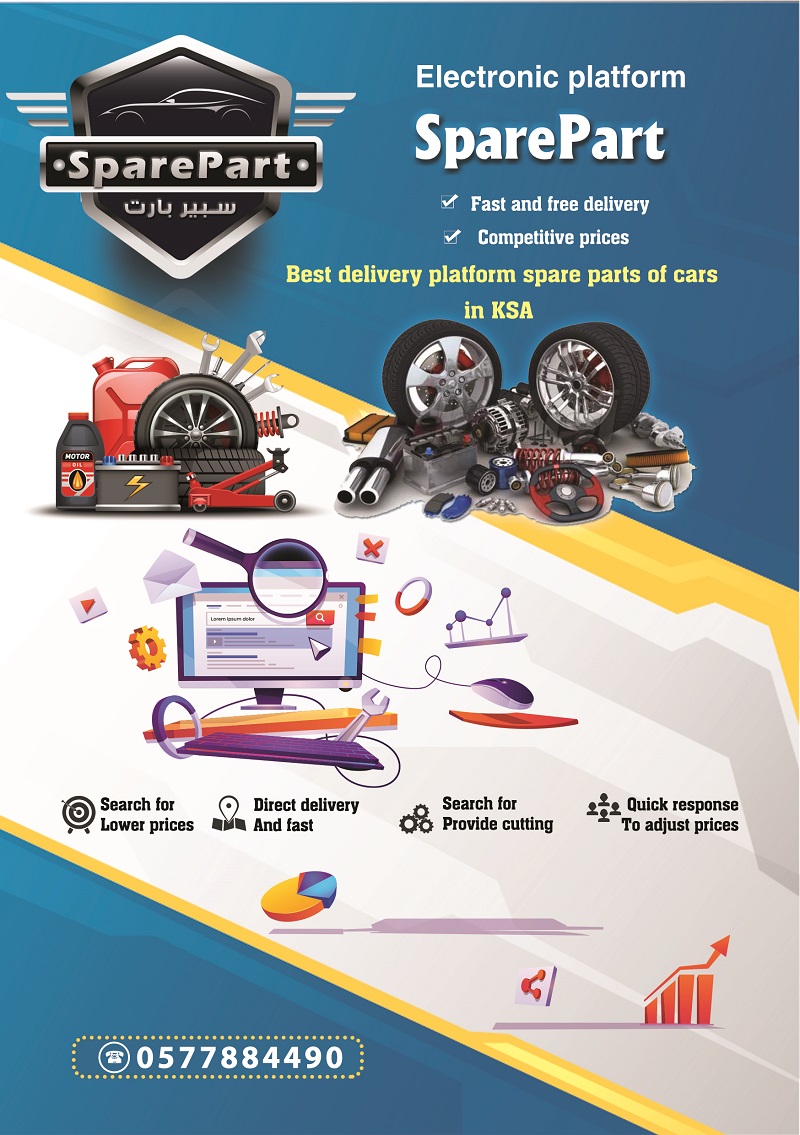 SparePart
سبير بارت
Electronic platform
SparePart
Fast and free delivery
Competitive prices
Best delivery platform spare parts of cars
in KSA
MOTOR
OIL
Lorem ipsum dolor
Search for
Lower prices
Direct delivery
And fast
Search for
Provide cutting
Quick response
To adjust prices
0577884490